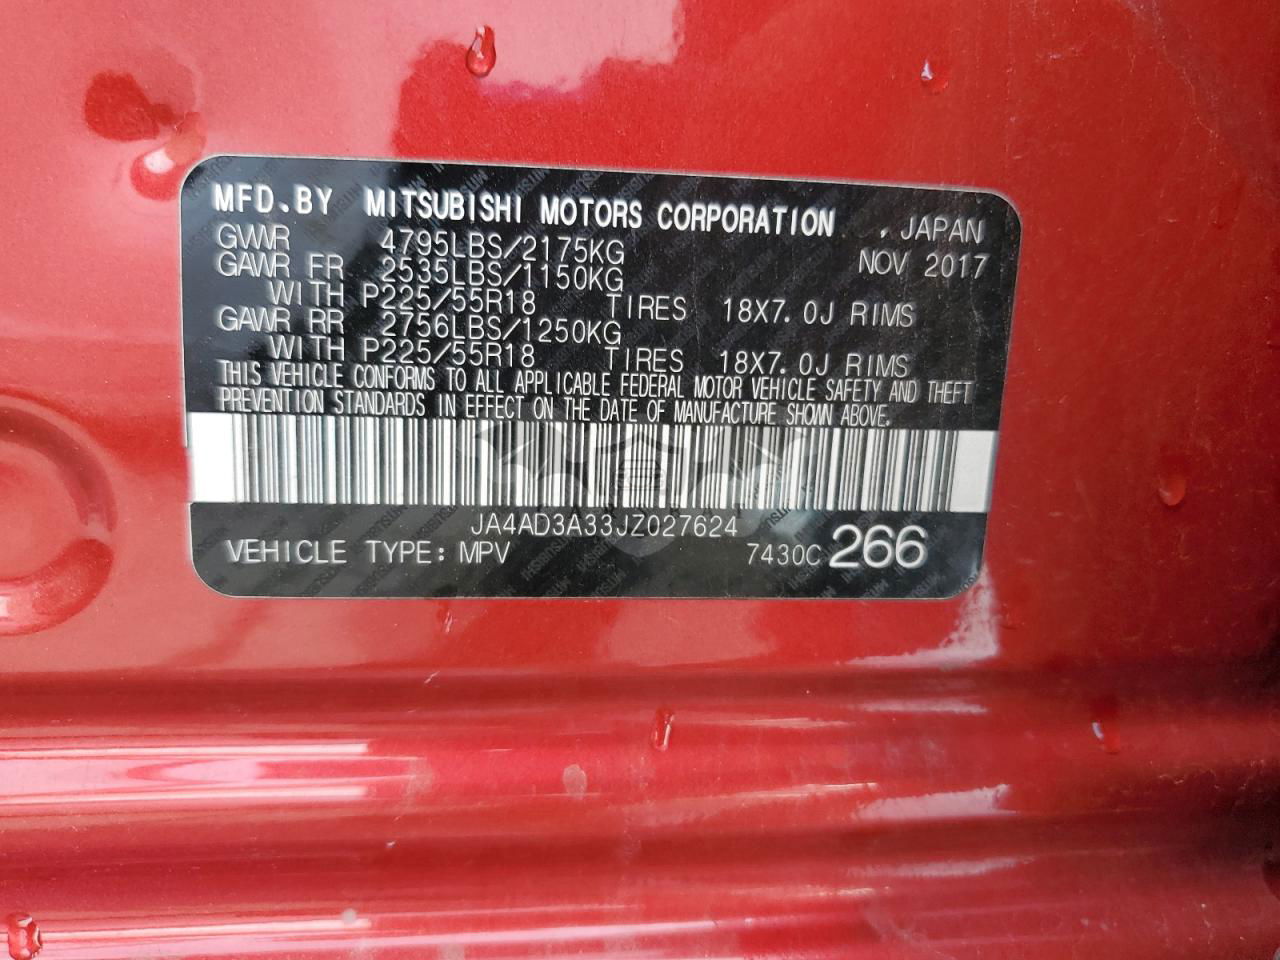 MFD.BY MITSUBISHI MOTORS CORPORATION , JAPAN
GVWR 4795LBS/2175KG NOV 2017
GAWR FR 2535LBS/1150KG
WITH P225/55R18 TIRES 18X7.0J RIMS
GAWR RR 2756LBS/1250KG
WITH P225/55R18 TIRES 18X7.0J RIMS
THIS VEHICLE CONFORMS TO ALL APPLICABLE FEDERAL MOTOR VEHICLE SAFETY AND THEFT
PREVENTION STANDARDS IN EFFECT ON THE DATE OF MANUFACTURE SHOWN ABOVE.
JA4AD3A33JZ027624
VEHICLE TYPE: MPV 7430C 266